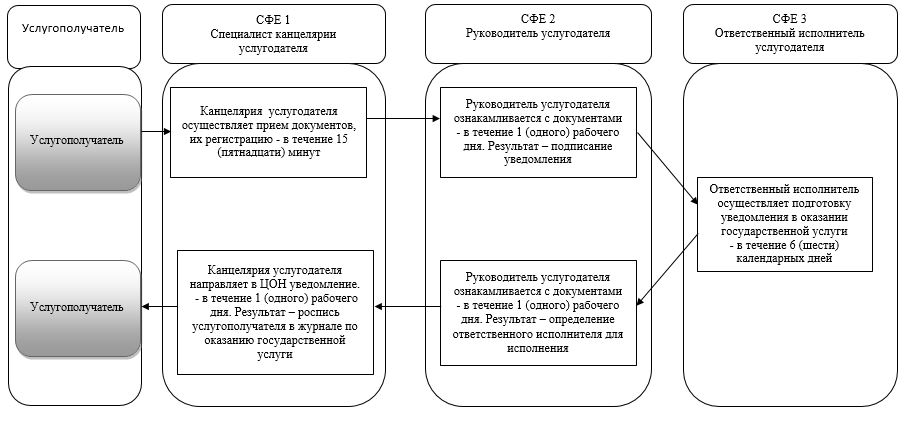 Услугополучатель
СФЕ 1
Специалист канцелярии
услугодателя
СФЕ 2
Руководитель услугодателя
СФЕ 3
Ответственный исполнитель
услугодателя
Услугополучатель
Канцелярия услугодателя
осуществляет прием документов,
их регистрацию - в течение 15
(пятнадцати) минут
Руководитель услугодателя
ознакамливается с документами
- в течение 1 (одного) рабочего
дня. Результат – подписание
уведомления
Ответственный исполнитель
осуществляет подготовку
уведомления в оказании
государственной услуги
- в течение 6 (шести)
календарных дней
Руководитель услугодателя
ознакамливается с документами
- в течение 1 (одного) рабочего
дня. Результат – определение
ответственного исполнителя для
исполнения
Канцелярия услугодателя
направляет в ЦОН уведомление.
- в течение 1 (одного) рабочего
дня. Результат – роспись
услугополучателя в журнале по
оказанию государственной
услуги
Услугополучатель